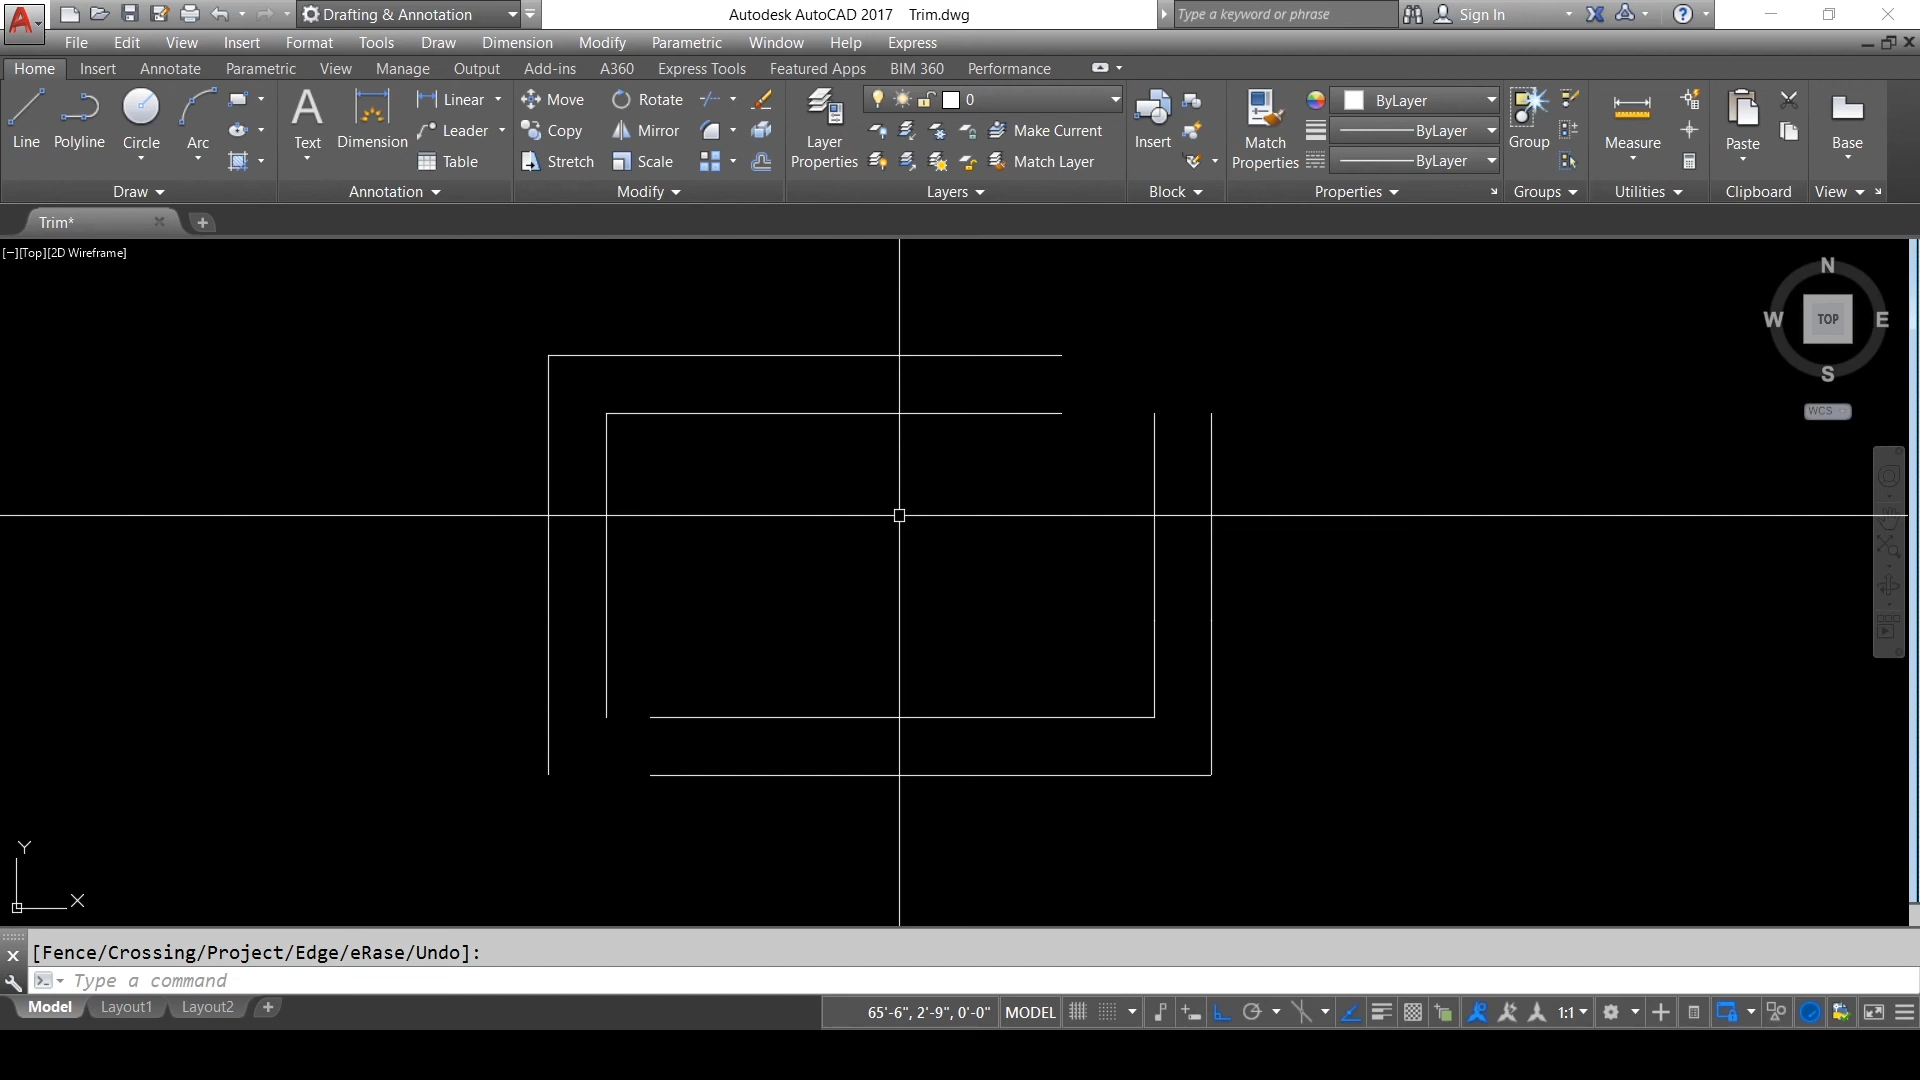 Drafting & Annotation
Autodesk AutoCAD 2017 Trim.dwg
Type a keyword or phrase
Sign In
File Edit View Insert Format Tools Draw Dimension Modify Parametric Window Help Express
Home Insert Annotate Parametric View Manage Output Add-ins A360 Express Tools Featured Apps BIM 360 Performance
Line Polyline Circle Arc
Text Dimension Linear Leader Table
Move Rotate
Copy Mirror
Stretch Scale
Layer Properties
0
Make Current
Match Layer
Insert
Match Properties
ByLayer
ByLayer
ByLayer
Group
Measure
Paste
Base
Draw Annotation Modify Layers Block Properties Groups Utilities Clipboard View
Trim*
[−][Top][2D Wireframe]
N
W TOP E
S
WCS
Y
X
[Fence/Crossing/Project/Edge/eRase/Undo]:
Type a command
Model Layout1 Layout2
65'-6", 2'-9", 0'-0" MODEL 1:1